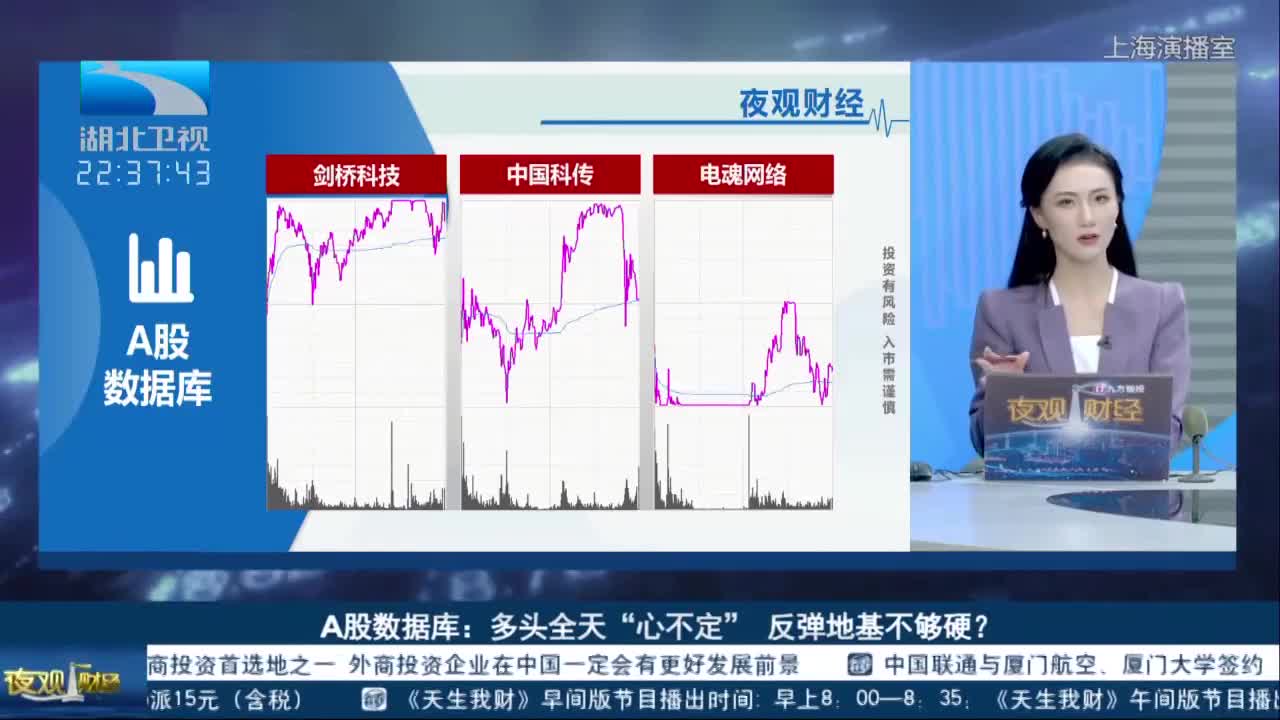 上海演播室
湖北卫视
22:37:43
夜观财经
剑桥科技
中国科传
电魂网络
A股
数据库
投资有风险 入市需谨慎
九方智投
夜观财经
A股数据库：多头全天“心不定” 反弹地基不够硬？
夜观财经
商投资首选地之一 外商投资企业在中国一定会有更好发展前景 中国联通与厦门航空、厦门大学签约
派15元（含税） 《天生我财》早间版节目播出时间：早上8：00—8：35；《天生我财》午间版节目播出